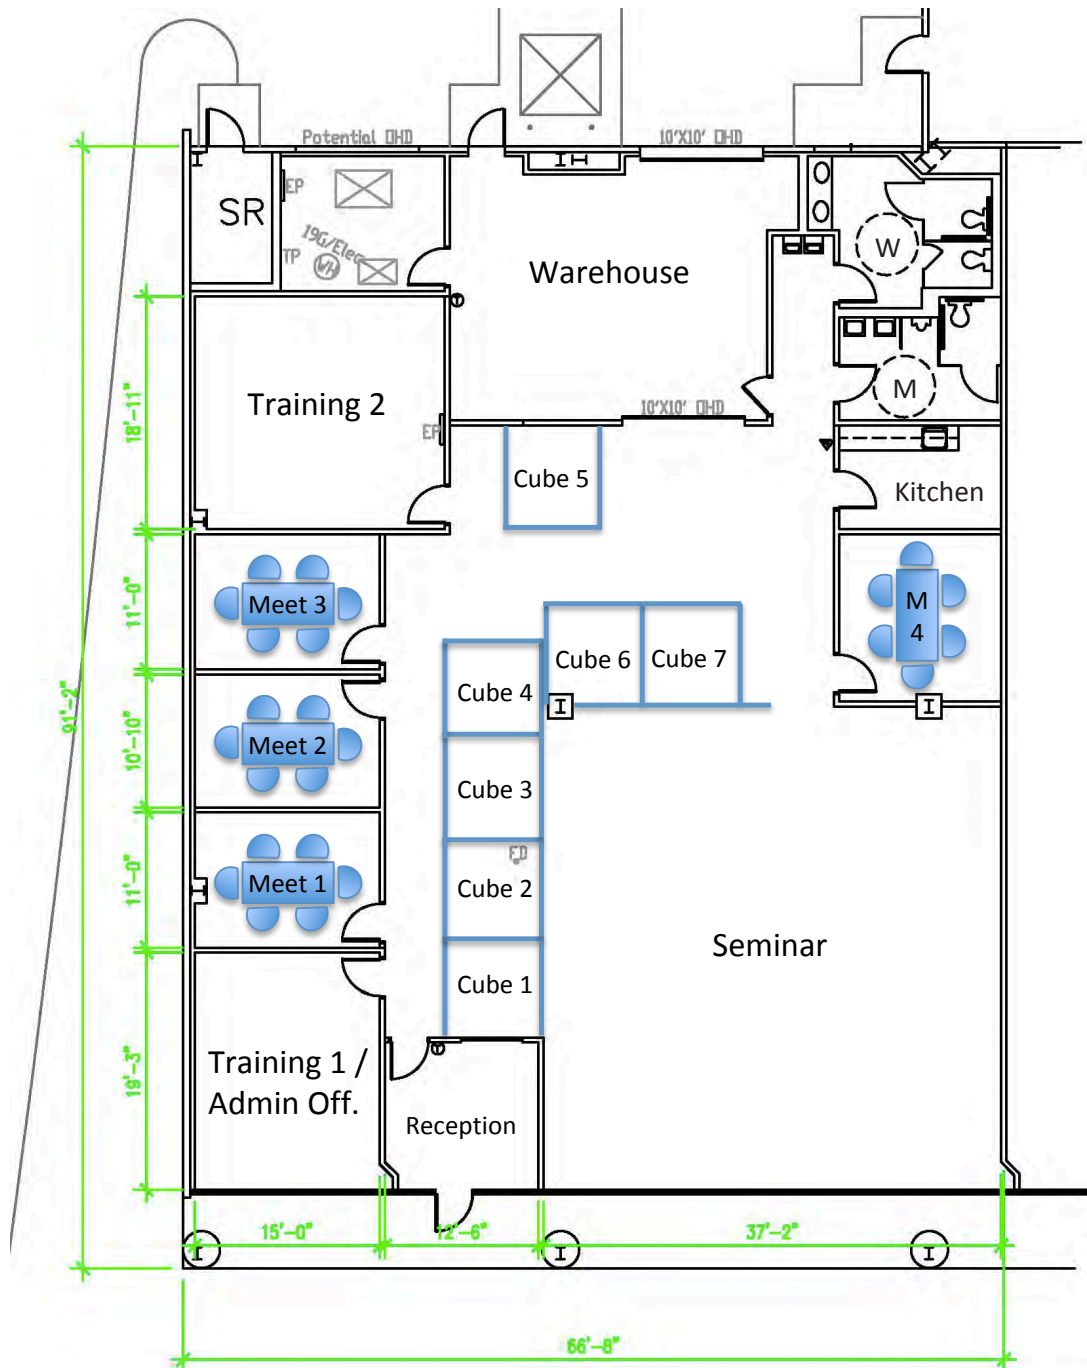 Potential OHD
10'X10' OHD
EP
SR
19G/Elec
TP
WH
W
Warehouse
18'-11"
Training 2
10'X10' OHD
M
EP
Cube 5
Kitchen
11'-0"
Meet 3
M
4
Cube 6
Cube 7
Cube 4
91'-2"
10'-10"
Meet 2
Cube 3
FD
11'-0"
Meet 1
Cube 2
Seminar
Cube 1
19'-3"
Training 1 /
Admin Off.
Reception
15'-0"
12'-6"
37'-2"
66'-8"